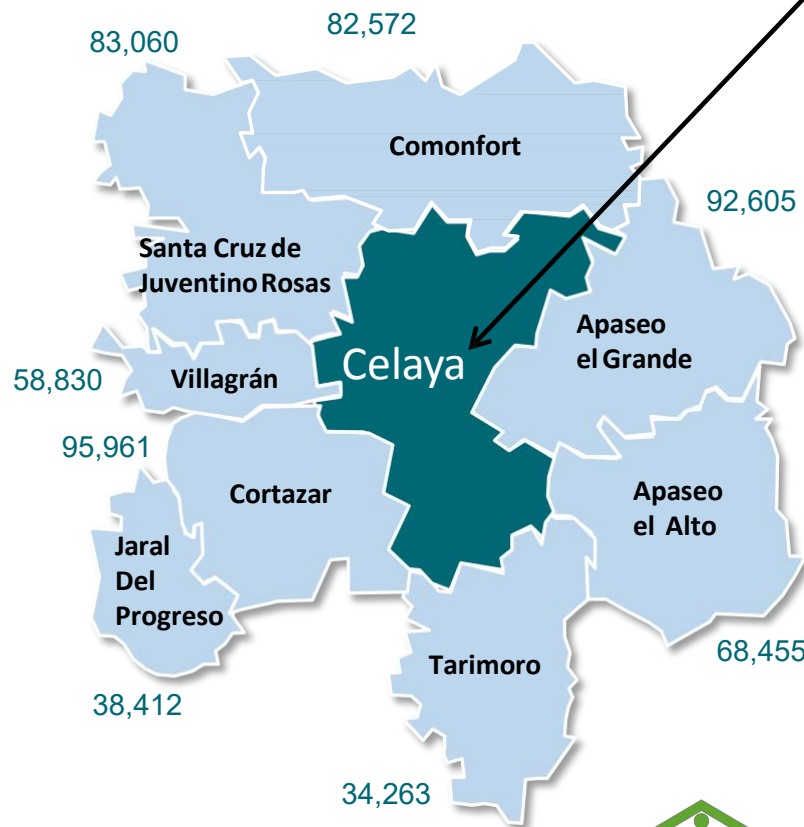 82,572
83,060
Comonfort
92,605
Santa Cruz de
Juventino Rosas
Apaseo
el Grande
Celaya
Villagrán
58,830
95,961
Cortazar
Apaseo
el Alto
Jaral
Del
Progreso
Tarimoro
68,455
38,412
34,263